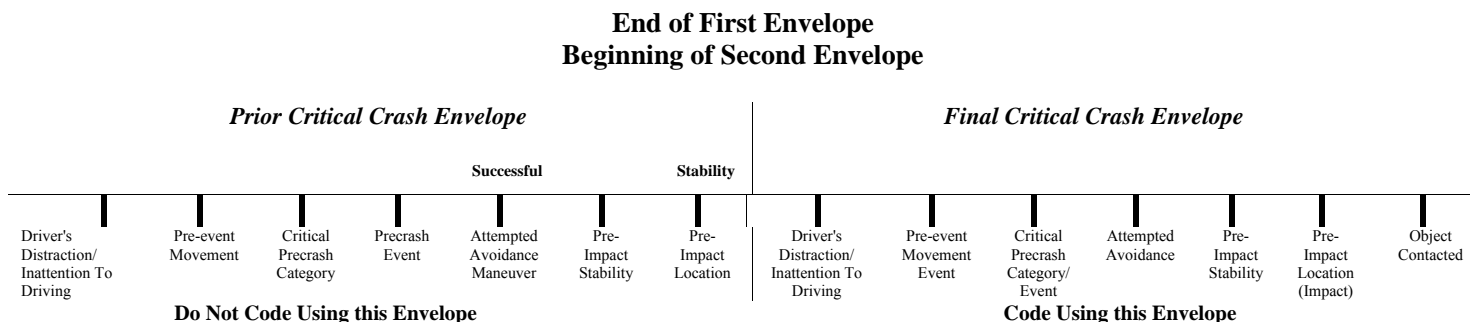 End of First Envelope
Beginning of Second Envelope
Prior Critical Crash Envelope
Final Critical Crash Envelope
Successful
Stability
Driver's
Distraction/
Inattention To
Driving
Pre-event
Movement
Critical
Precrash
Category
Precrash
Event
Attempted
Avoidance
Maneuver
Pre-
Impact
Stability
Pre-
Impact
Location
Driver's
Distraction/
Inattention To
Driving
Pre-event
Movement
Event
Critical
Precrash
Category/
Event
Attempted
Avoidance
Pre-
Impact
Stability
Pre-
Impact
Location
(Impact)
Object
Contacted
Do Not Code Using this Envelope
Code Using this Envelope